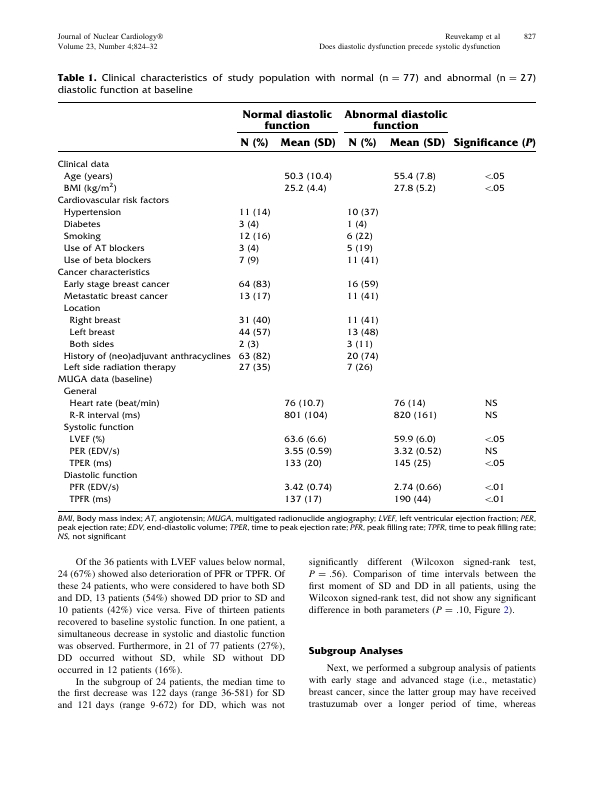 Journal of Nuclear Cardiology®
Volume 23, Number 4;824–32
Reuvekamp et al 827
Does diastolic dysfunction precede systolic dysfunction
Table 1. Clinical characteristics of study population with normal (n = 77) and abnormal (n = 27)
diastolic function at baseline
Normal diastolic function Abnormal diastolic function
N (%) Mean (SD) N (%) Mean (SD) Significance (P)
Clinical data
Age (years) 50.3 (10.4) 55.4 (7.8) <.05
BMI (kg/m²) 25.2 (4.4) 27.8 (5.2) <.05
Cardiovascular risk factors
Hypertension 11 (14) 10 (37)
Diabetes 3 (4) 1 (4)
Smoking 12 (16) 6 (22)
Use of AT blockers 3 (4) 5 (19)
Use of beta blockers 7 (9) 11 (41)
Cancer characteristics
Early stage breast cancer 64 (83) 16 (59)
Metastatic breast cancer 13 (17) 11 (41)
Location
Right breast 31 (40) 11 (41)
Left breast 44 (57) 13 (48)
Both sides 2 (3) 3 (11)
History of (neo)adjuvant anthracyclines 63 (82) 20 (74)
Left side radiation therapy 27 (35) 7 (26)
MUGA data (baseline)
General
Heart rate (beat/min) 76 (10.7) 76 (14) NS
R-R interval (ms) 801 (104) 820 (161) NS
Systolic function
LVEF (%) 63.6 (6.6) 59.9 (6.0) <.05
PER (EDV/s) 3.55 (0.59) 3.32 (0.52) NS
TPER (ms) 133 (20) 145 (25) <.05
Diastolic function
PFR (EDV/s) 3.42 (0.74) 2.74 (0.66) <.01
TPFR (ms) 137 (17) 190 (44) <.01
BMI, Body mass index; AT, angiotensin; MUGA, multigated radionuclide angiography; LVEF, left ventricular ejection fraction; PER,
peak ejection rate; EDV, end-diastolic volume; TPER, time to peak ejection rate; PFR, peak filling rate; TPFR, time to peak filling rate;
NS, not significant
Of the 36 patients with LVEF values below normal,
24 (67%) showed also deterioration of PFR or TPFR. Of
these 24 patients, who were considered to have both SD
and DD, 13 patients (54%) showed DD prior to SD and
10 patients (42%) vice versa. Five of thirteen patients
recovered to baseline systolic function. In one patient, a
simultaneous decrease in systolic and diastolic function
was observed. Furthermore, in 21 of 77 patients (27%),
DD occurred without SD, while SD without DD
occurred in 12 patients (16%).
In the subgroup of 24 patients, the median time to
the first decrease was 122 days (range 36-581) for SD
and 121 days (range 9-672) for DD, which was not
significantly different (Wilcoxon signed-rank test,
P = .56). Comparison of time intervals between the
first moment of SD and DD in all patients, using the
Wilcoxon signed-rank test, did not show any significant
difference in both parameters (P = .10, Figure 2).
Subgroup Analyses
Next, we performed a subgroup analysis of patients
with early stage and advanced stage (i.e., metastatic)
breast cancer, since the latter group may have received
trastuzumab over a longer period of time, whereas